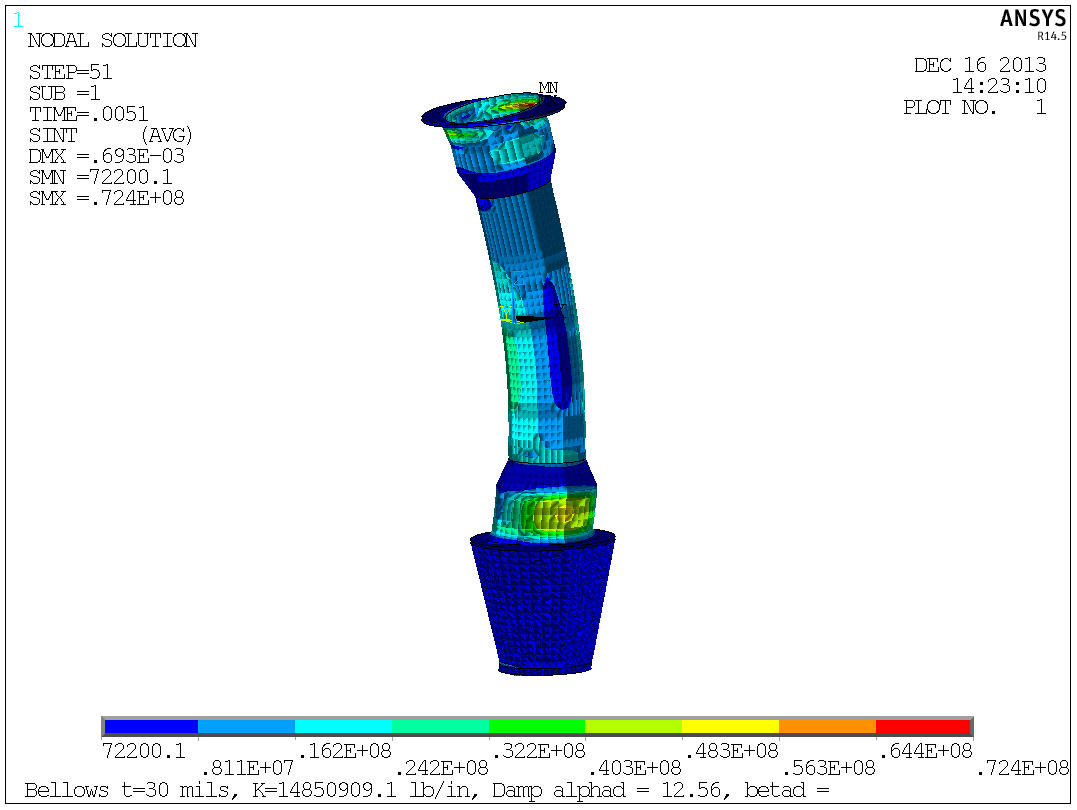 1
NODAL SOLUTION
STEP=51
SUB =1
TIME=.0051
SINT (AVG)
DMX =.693E-03
SMN =72200.1
SMX =.724E+08
ANSYS
R14.5
DEC 16 2013
14:23:10
PLOT NO. 1
MN
72200.1 .162E+08 .322E+08 .483E+08 .644E+08
.811E+07 .242E+08 .403E+08 .563E+08 .724E+08
Bellows t=30 mils, K=14850909.1 lb/in, Damp alphad = 12.56, betad =